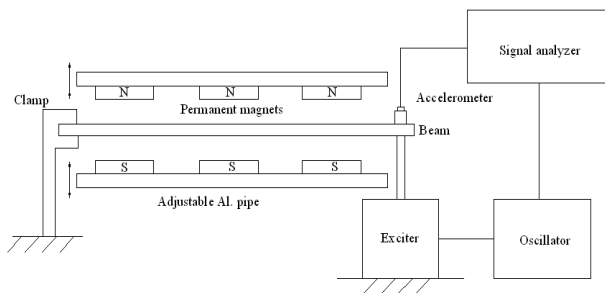 Signal analyzer
N N N
Clamp
Permanent magnets
Accelerometer
Beam
S S S
Adjustable Al. pipe
Exciter
Oscillator